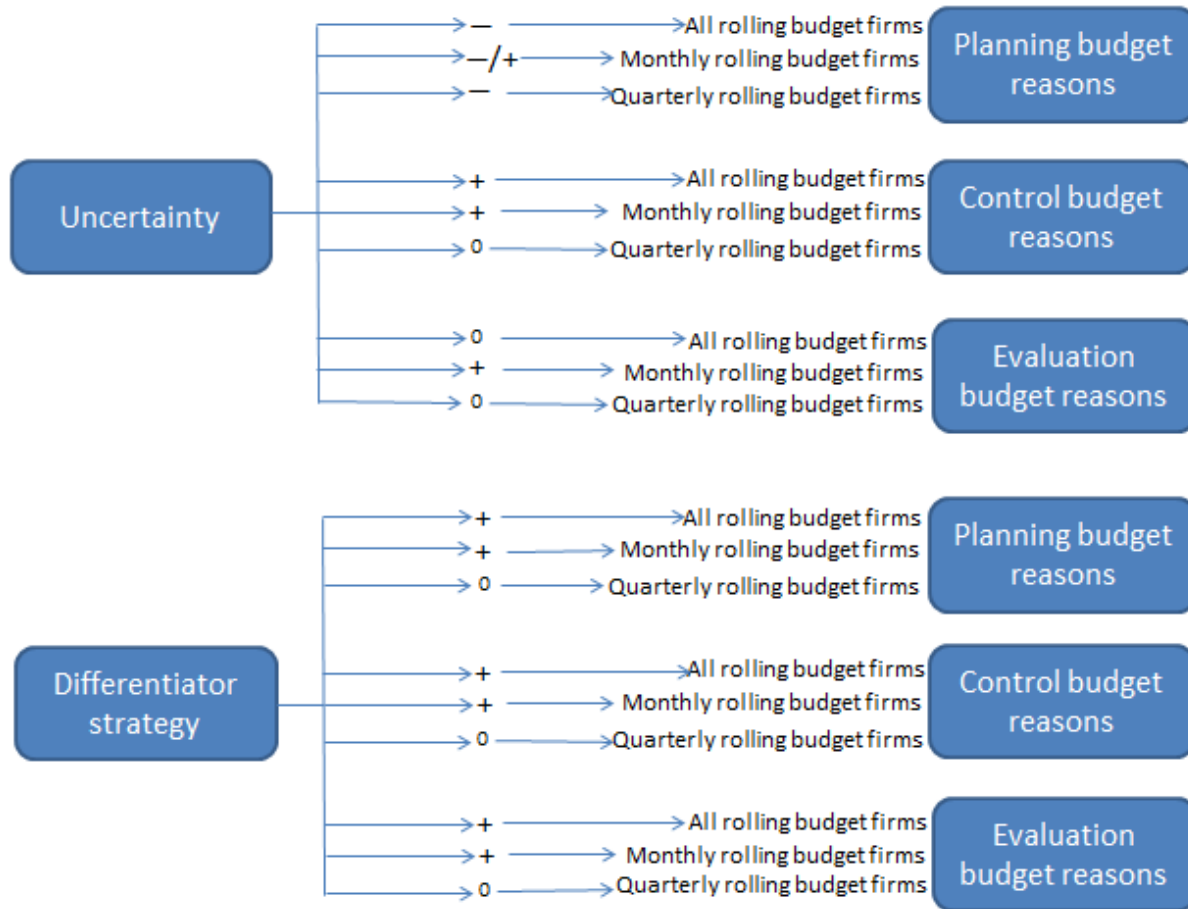 — All rolling budget firms
—/+ Monthly rolling budget firms
— Quarterly rolling budget firms
Planning budget
reasons
Uncertainty
+ All rolling budget firms
+ Monthly rolling budget firms
0 Quarterly rolling budget firms
Control budget
reasons
0 All rolling budget firms
+ Monthly rolling budget firms
0 Quarterly rolling budget firms
Evaluation
budget reasons
+ All rolling budget firms
+ Monthly rolling budget firms
0 Quarterly rolling budget firms
Planning budget
reasons
Differentiator
strategy
+ All rolling budget firms
+ Monthly rolling budget firms
0 Quarterly rolling budget firms
Control budget
reasons
+ All rolling budget firms
+ Monthly rolling budget firms
0 Quarterly rolling budget firms
Evaluation
budget reasons